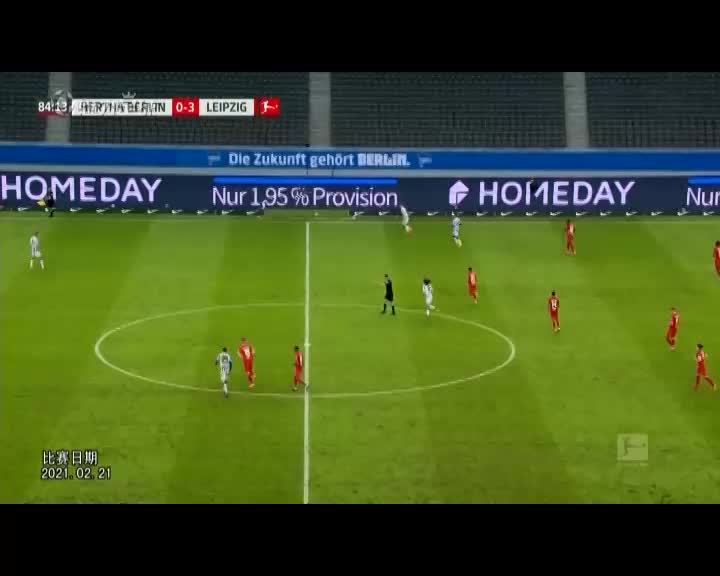 84:13 HERTHA BERLIN 0-3 LEIPZIG
Die Zukunft gehört BERLIN.
HOMEDAY Nur 1,95 % Provision HOMEDAY Nur
比赛日期
2021.02.21